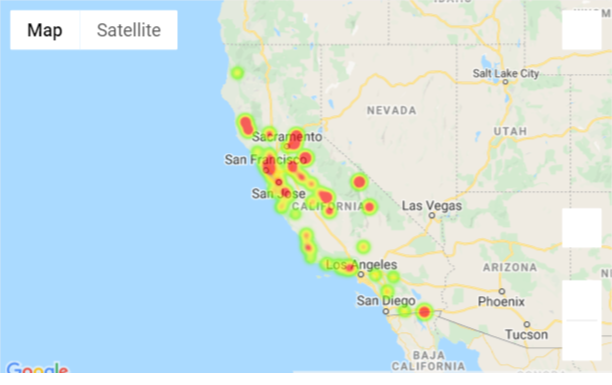 IDAHO
Map
Satellite
Salt Lake City
NEVADA
Sacramento
UTAH
San Francisco
San Jose
CALIFORNIA
Las Vegas
Los Angeles
ARIZONA
San Diego
Phoenix
Tucson
BAJA
CALIFORNIA
Google